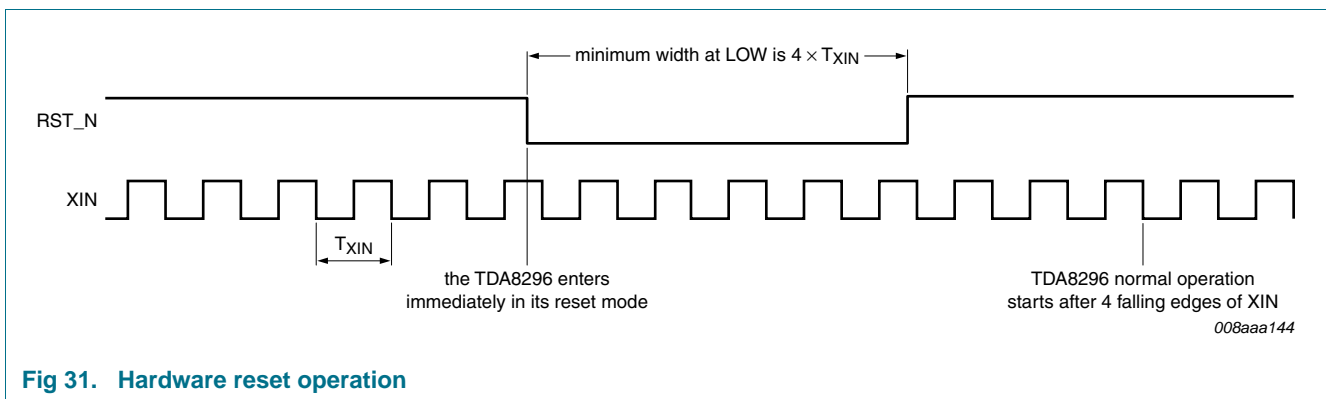 minimum width at LOW is 4 × TXIN
RST_N
XIN
TXIN
the TDA8296 enters
immediately in its reset mode
TDA8296 normal operation
starts after 4 falling edges of XIN
008aaa144
Fig 31. Hardware reset operation